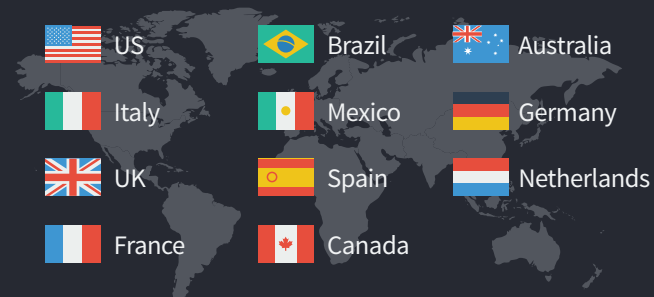 US
Italy
UK
France
Brazil
Mexico
Spain
Canada
Australia
Germany
Netherlands